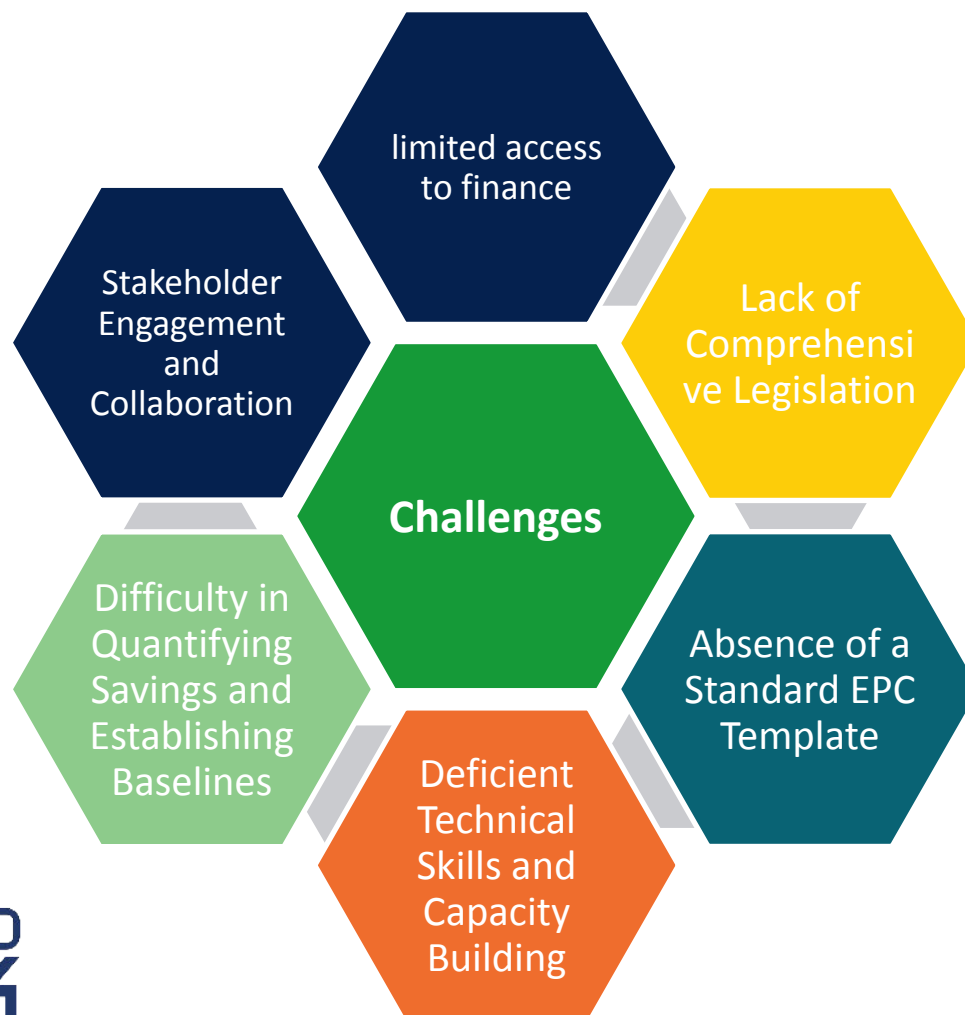 limited access
to finance
Stakeholder
Engagement
and
Collaboration
Lack of
Comprehensi
ve Legislation
Challenges
Difficulty in
Quantifying
Savings and
Establishing
Baselines
Absence of a
Standard EPC
Template
Deficient
Technical
Skills and
Capacity
Building